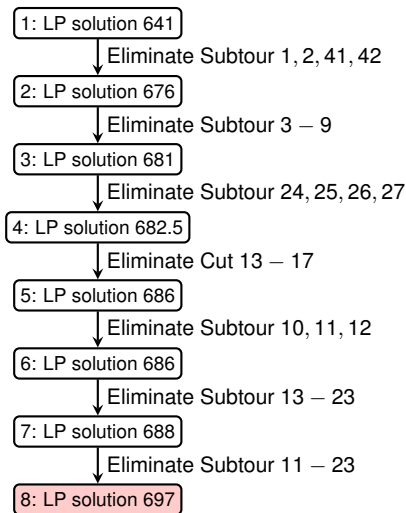 1: LP solution 641
Eliminate Subtour 1, 2, 41, 42
2: LP solution 676
Eliminate Subtour 3 − 9
3: LP solution 681
Eliminate Subtour 24, 25, 26, 27
4: LP solution 682.5
Eliminate Cut 13 − 17
5: LP solution 686
Eliminate Subtour 10, 11, 12
6: LP solution 686
Eliminate Subtour 13 − 23
7: LP solution 688
Eliminate Subtour 11 − 23
8: LP solution 697